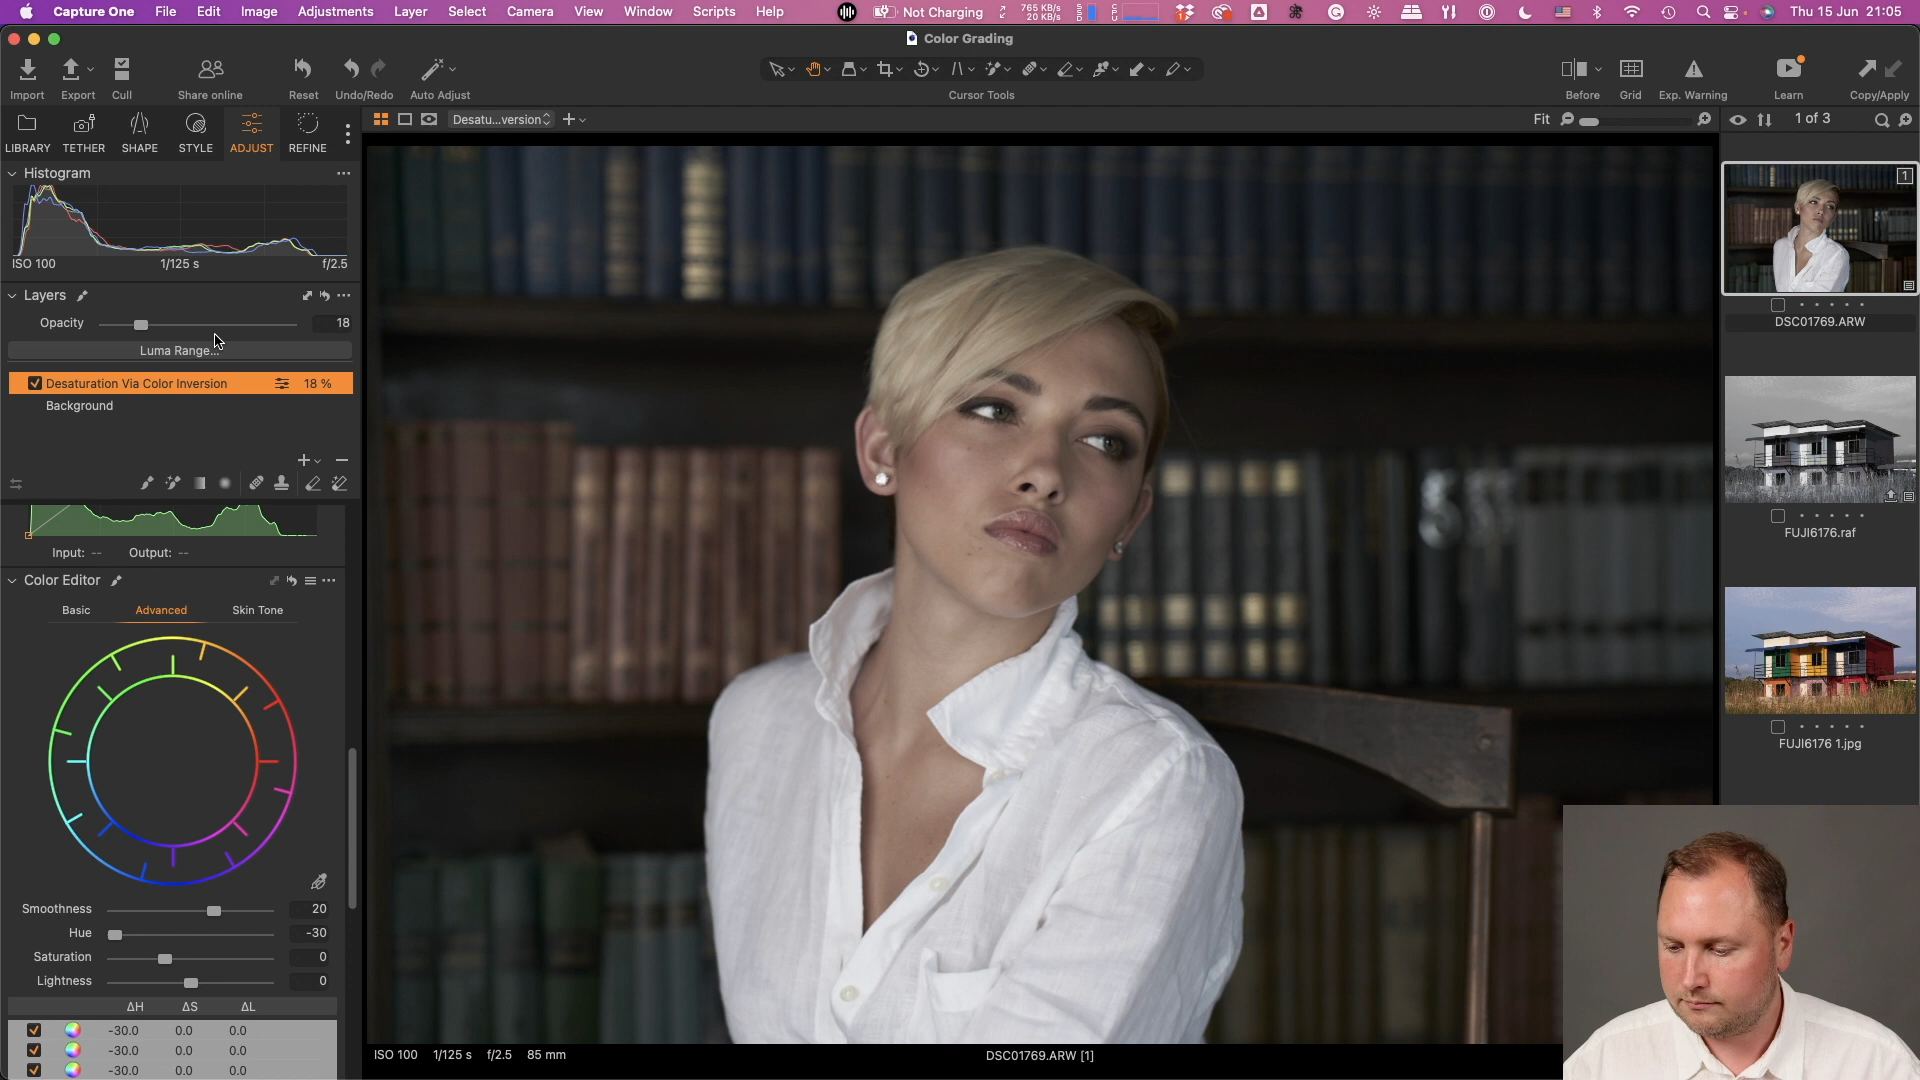 Capture One File Edit Image Adjustments Layer Select Camera View Window Scripts Help Not Charging 765 KB/s 20 KB/s Thu 15 Jun 21:05
Color Grading
Import Export Cull Share online Reset Undo/Redo Auto Adjust Cursor Tools Before Grid Exp. Warning Learn Copy/Apply
LIBRARY TETHER SHAPE STYLE ADJUST REFINE
Desatu...version Fit 1 of 3
Histogram
ISO 100 1/125 s f/2.5
Layers
Opacity 18
Luma Range...
Desaturation Via Color Inversion 18 %
Background
Input: -- Output: --
Color Editor
Basic Advanced Skin Tone
Smoothness 20
Hue -30
Saturation 0
Lightness 0
ΔH ΔS ΔL
-30.0 0.0 0.0
-30.0 0.0 0.0
-30.0 0.0 0.0
ISO 100 1/125 s f/2.5 85 mm DSC01769.ARW [1]
1
DSC01769.ARW
FUJI6176.raf
FUJI6176 1.jpg